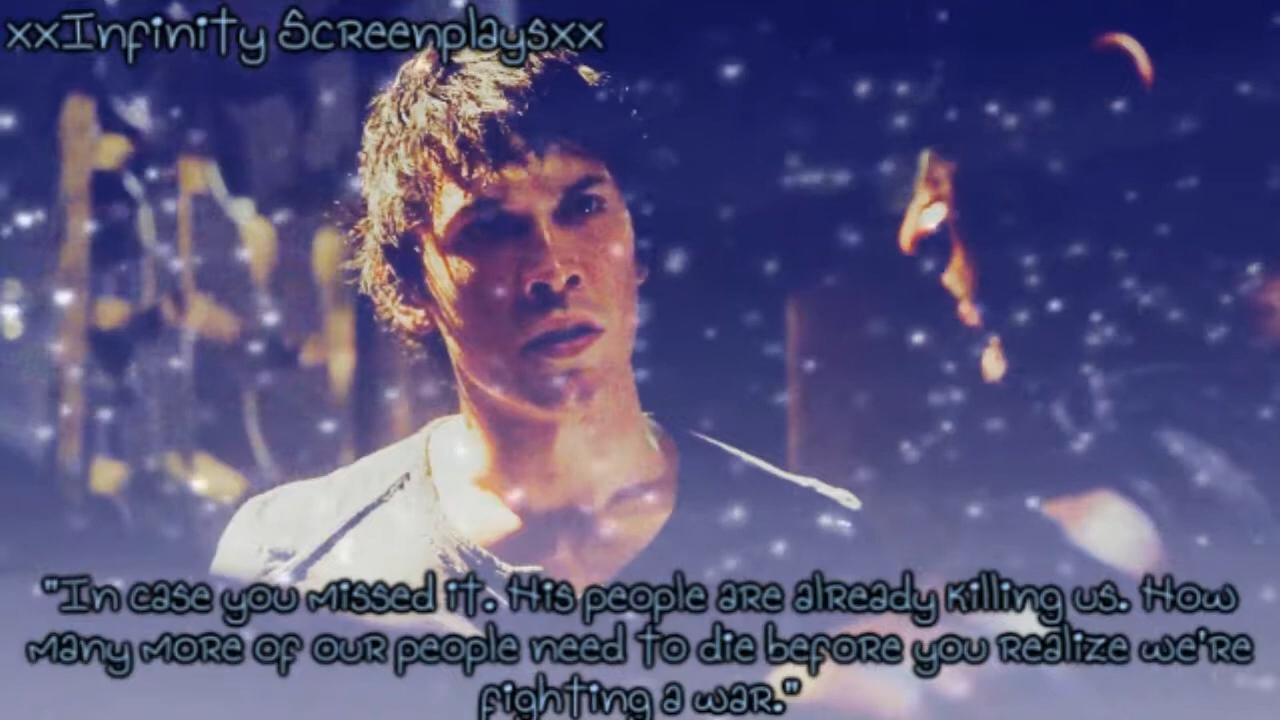 xxInfinity Screenplaysxx
"In case you missed it. His people are already killing us. How
many more of our people need to die before you realize we're
fighting a war."